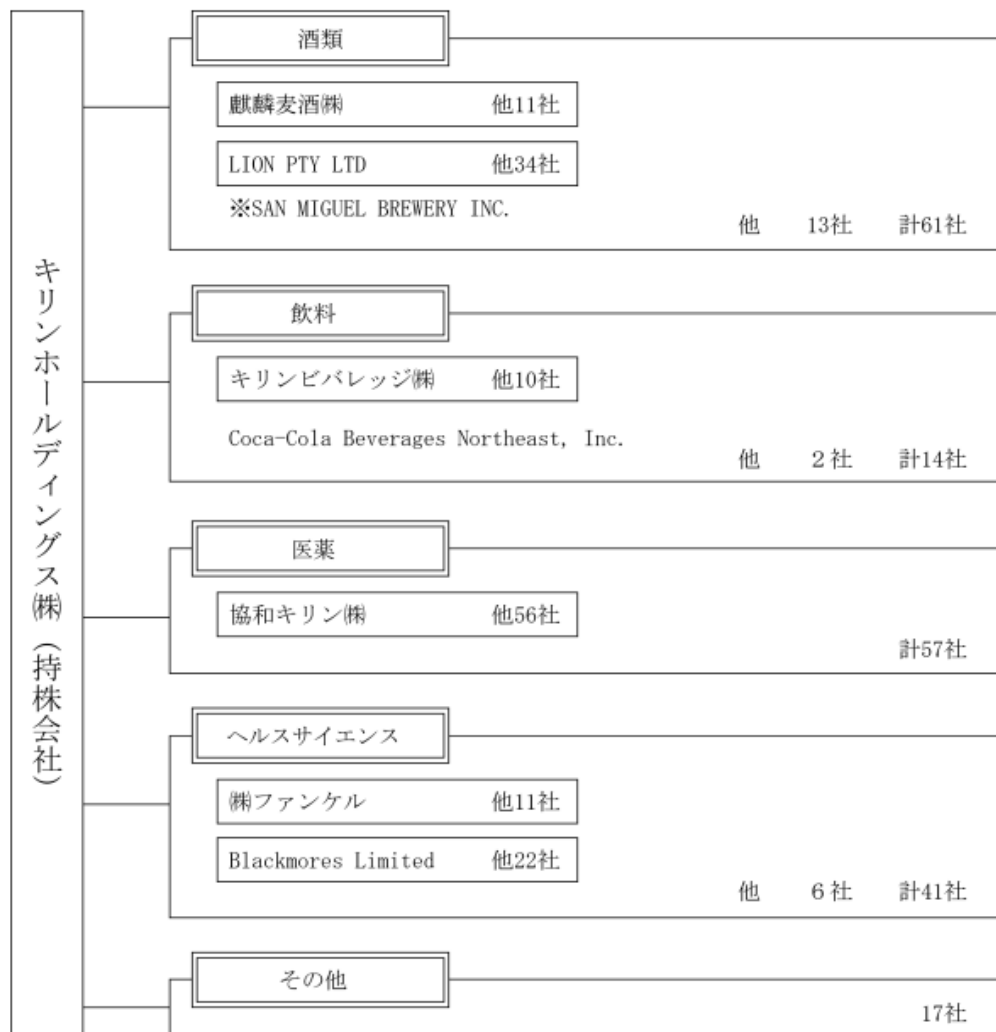 キリンホールディングス㈱（持株会社）
酒類
麒麟麦酒㈱ 他11社
LION PTY LTD 他34社
※SAN MIGUEL BREWERY INC.
他 13社 計61社
飲料
キリンビバレッジ㈱ 他10社
Coca-Cola Beverages Northeast, Inc.
他 ２社 計14社
医薬
協和キリン㈱ 他56社
計57社
ヘルスサイエンス
㈱ファンケル 他11社
Blackmores Limited 他22社
他 ６社 計41社
その他
17社